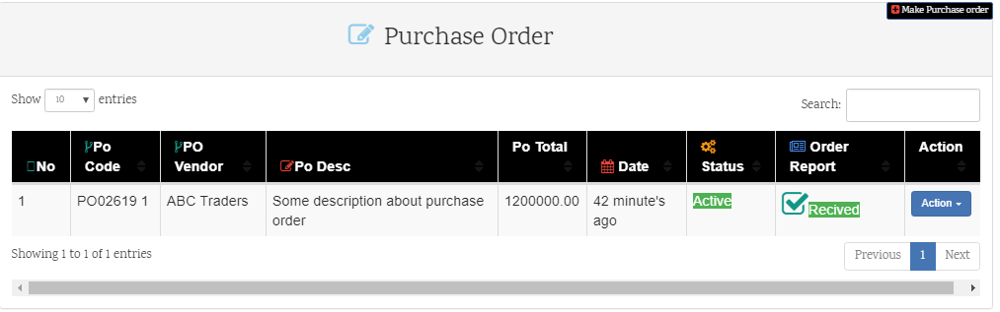 Make Purchase order
Purchase Order
Show 10 entries
Search:
No
Po Code
PO Vendor
Po Desc
Po Total
Date
Status
Order Report
Action
1
PO02619 1
ABC Traders
Some description about purchase
order
1200000.00
42 minute's
ago
Active
Recived
Action
Showing 1 to 1 of 1 entries
Previous 1 Next